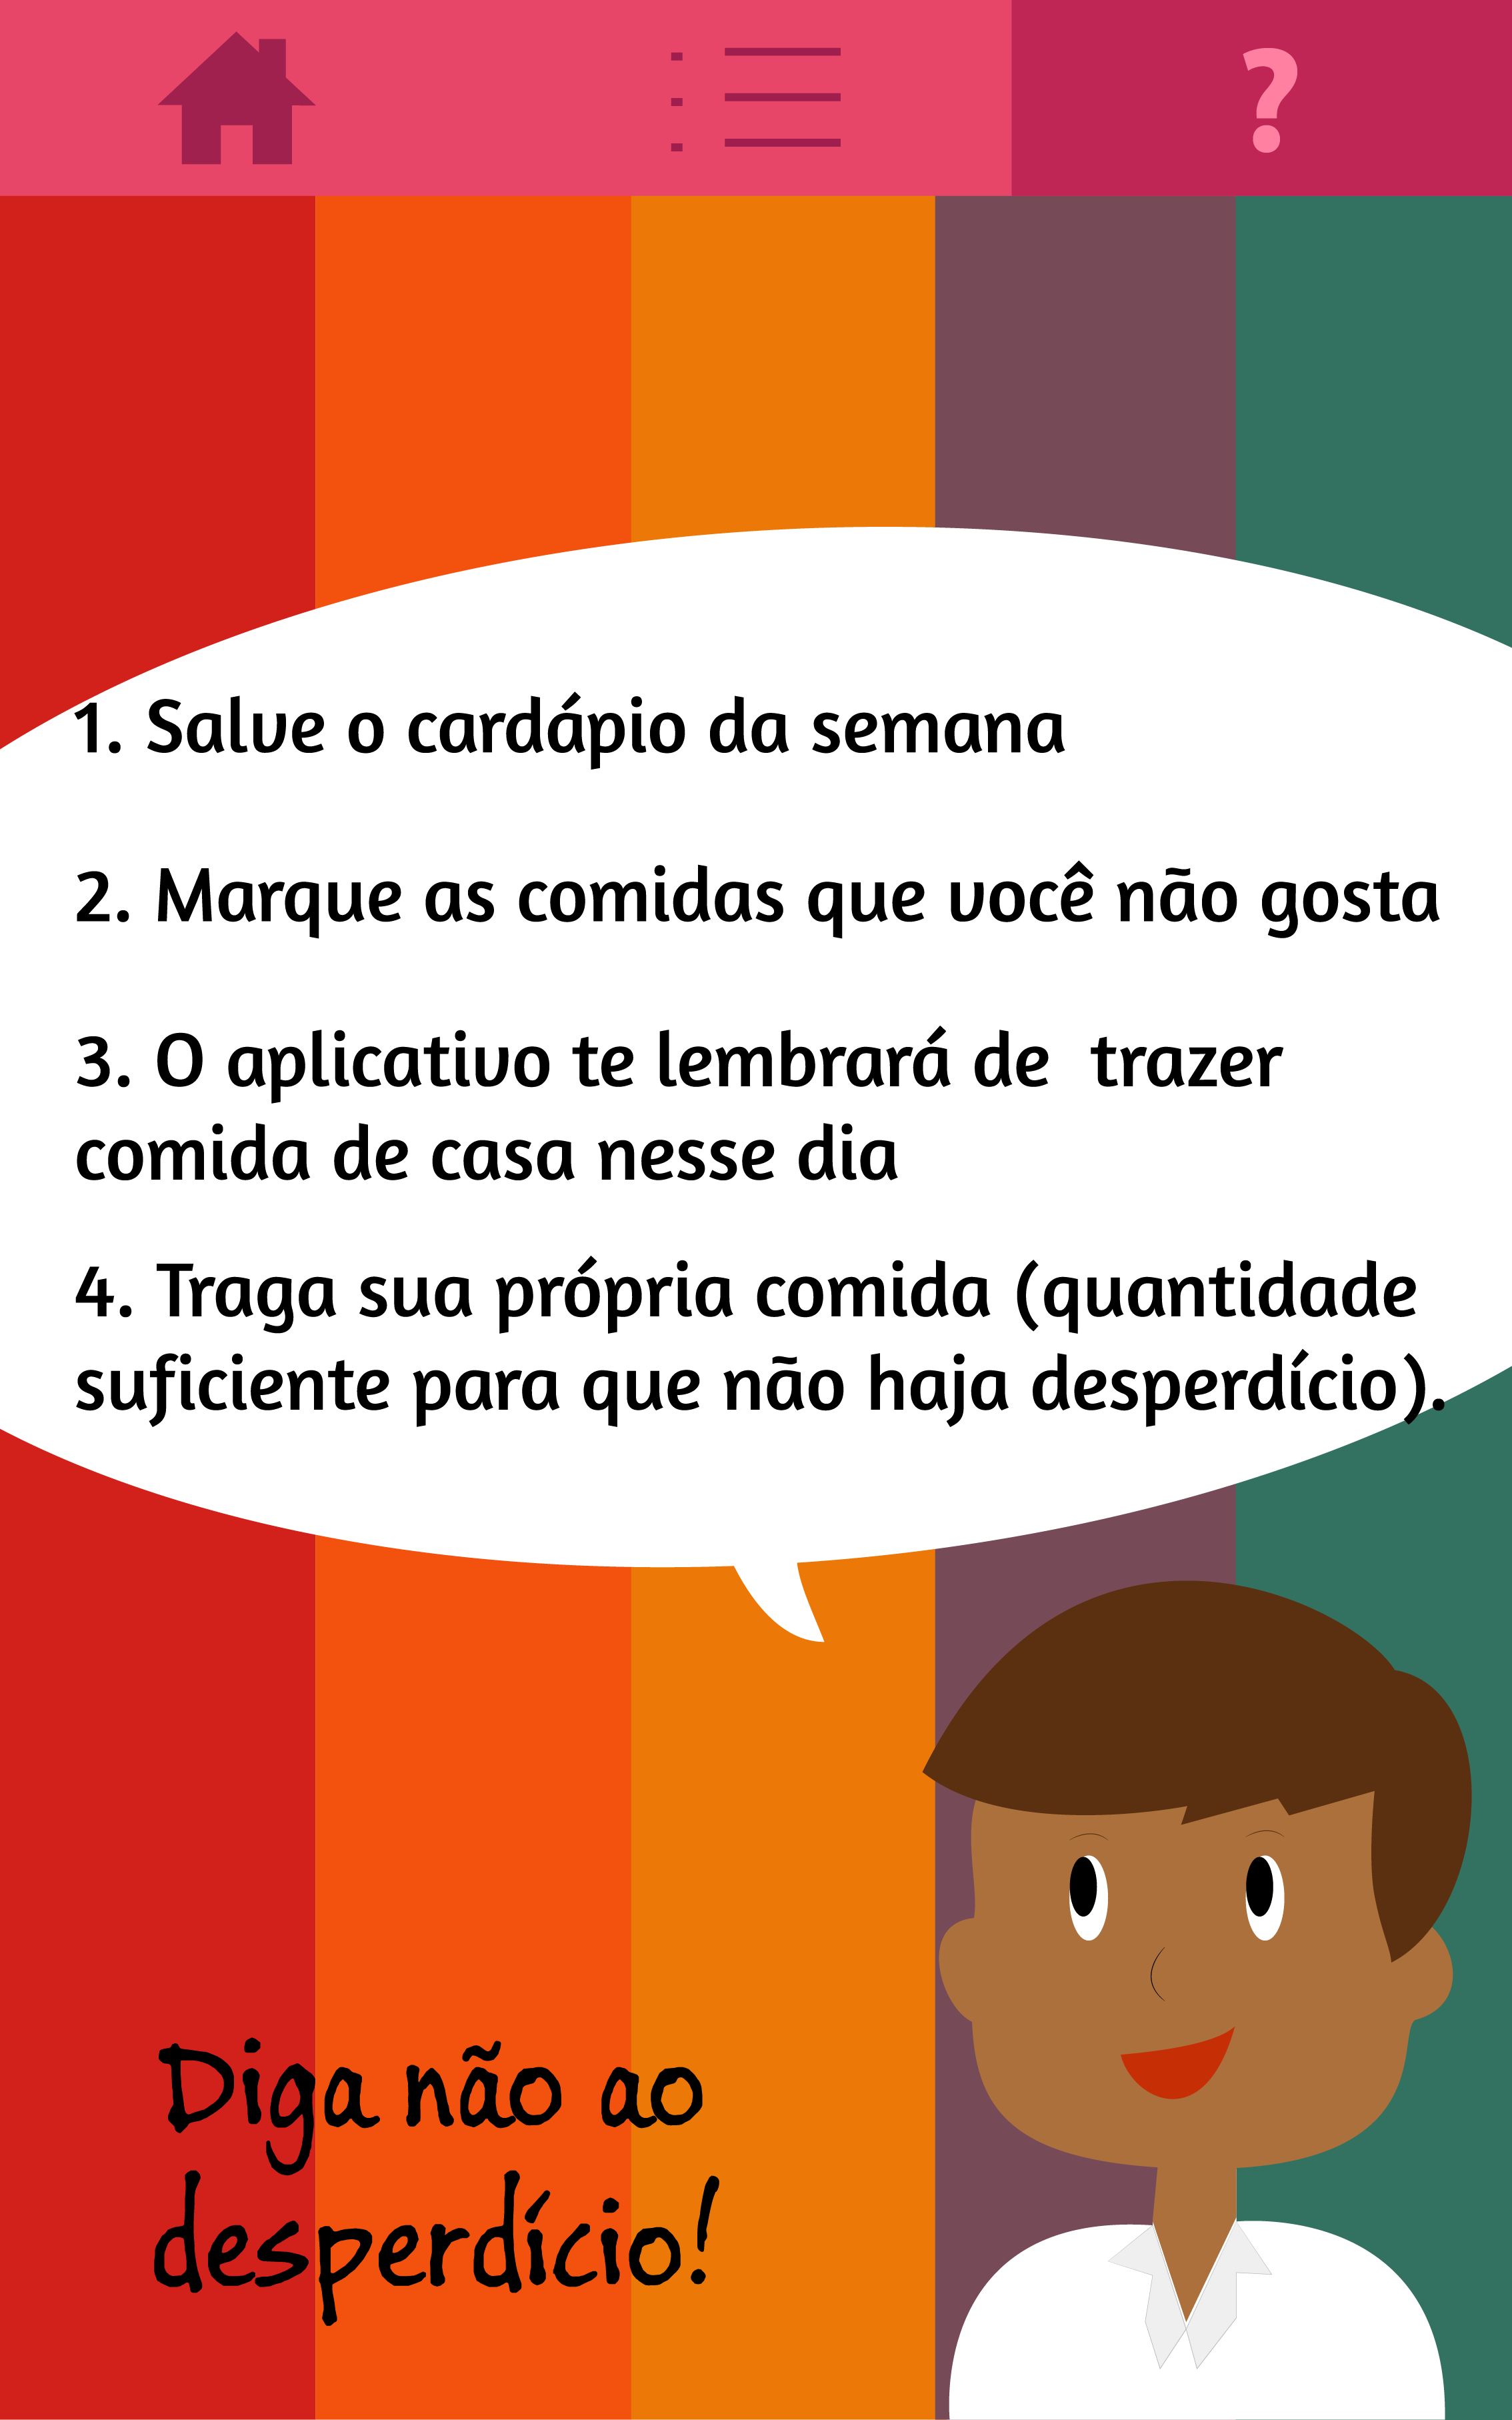 ?
1. Salve o cardápio da semana
2. Marque as comidas que você não gosta
3. O aplicativo te lembrará de trazer
comida de casa nesse dia
4. Traga sua própria comida (quantidade
suficiente para que não haja desperdício).
Diga não ao
desperdício!